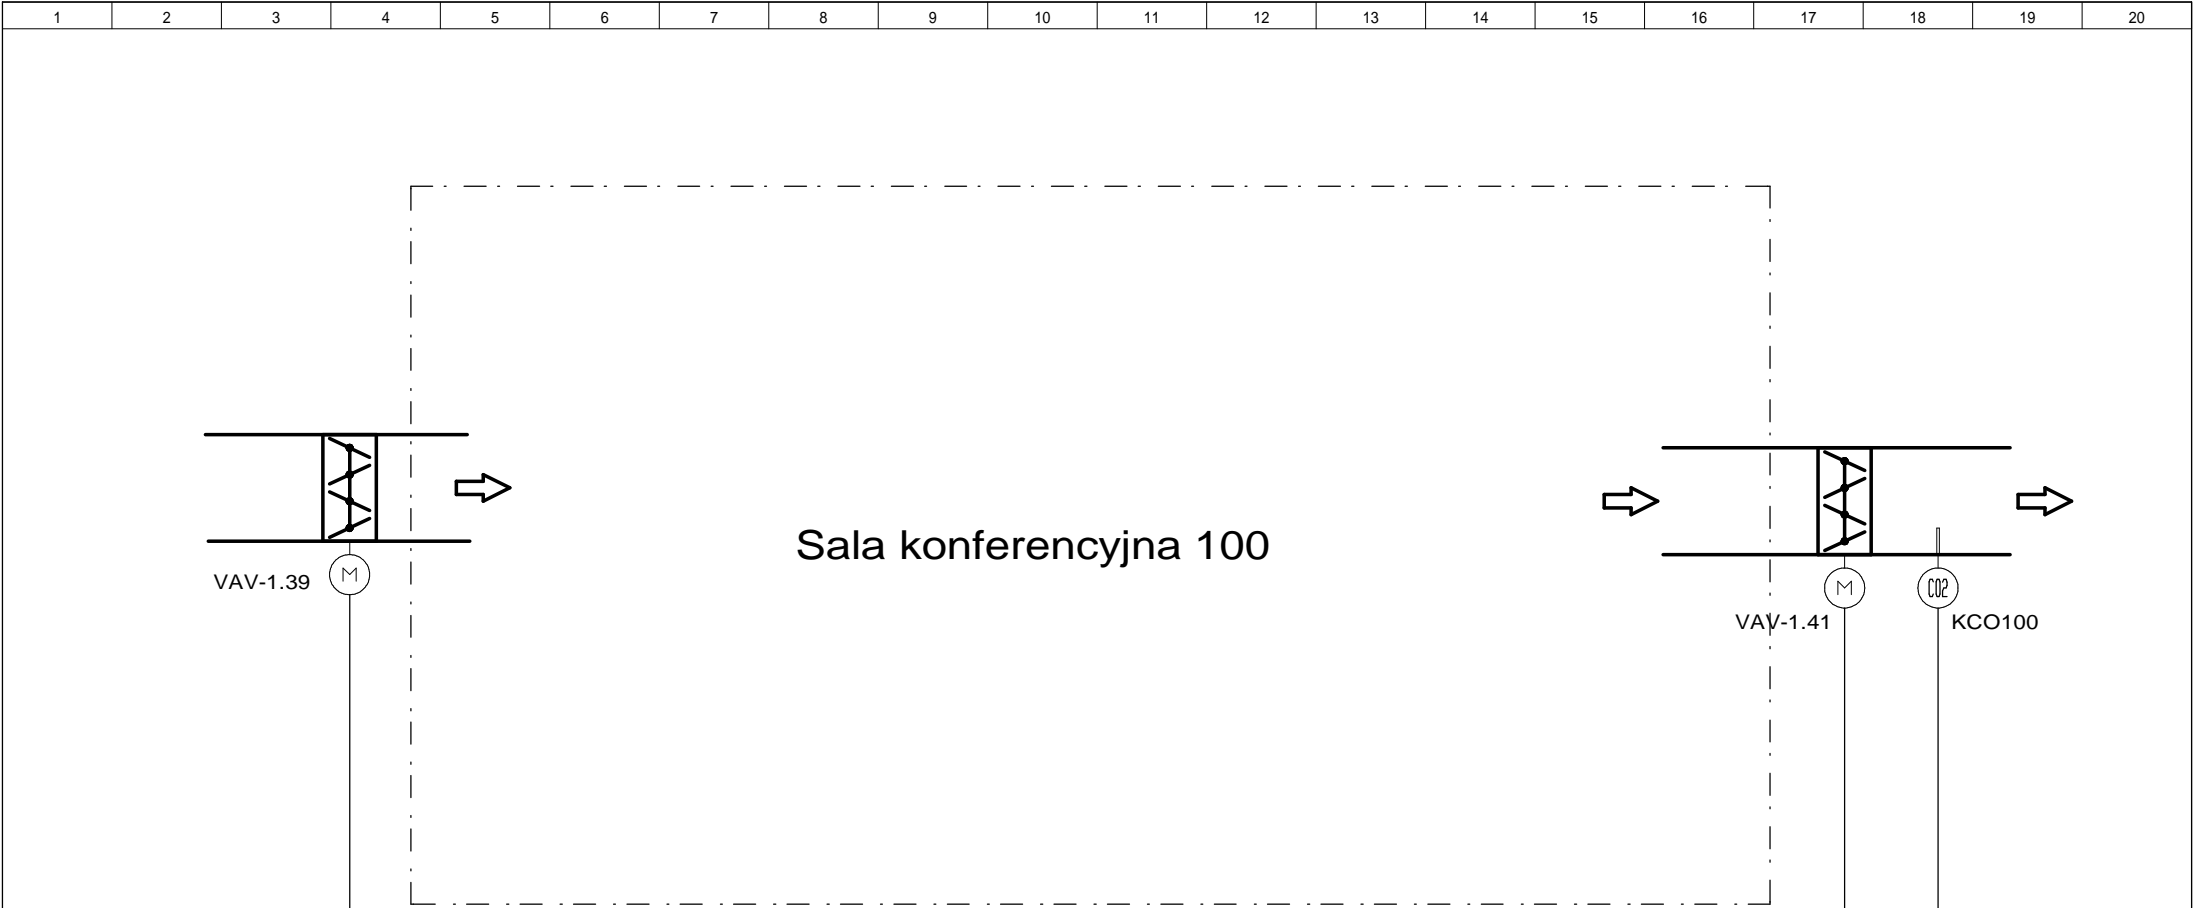 1 2 3 4 5 6 7 8 9 10 11 12 13 14 15 16 17 18 19 20
Sala konferencyjna 100
VAV-1.39 M
M CO2
VAV-1.41 KCO100